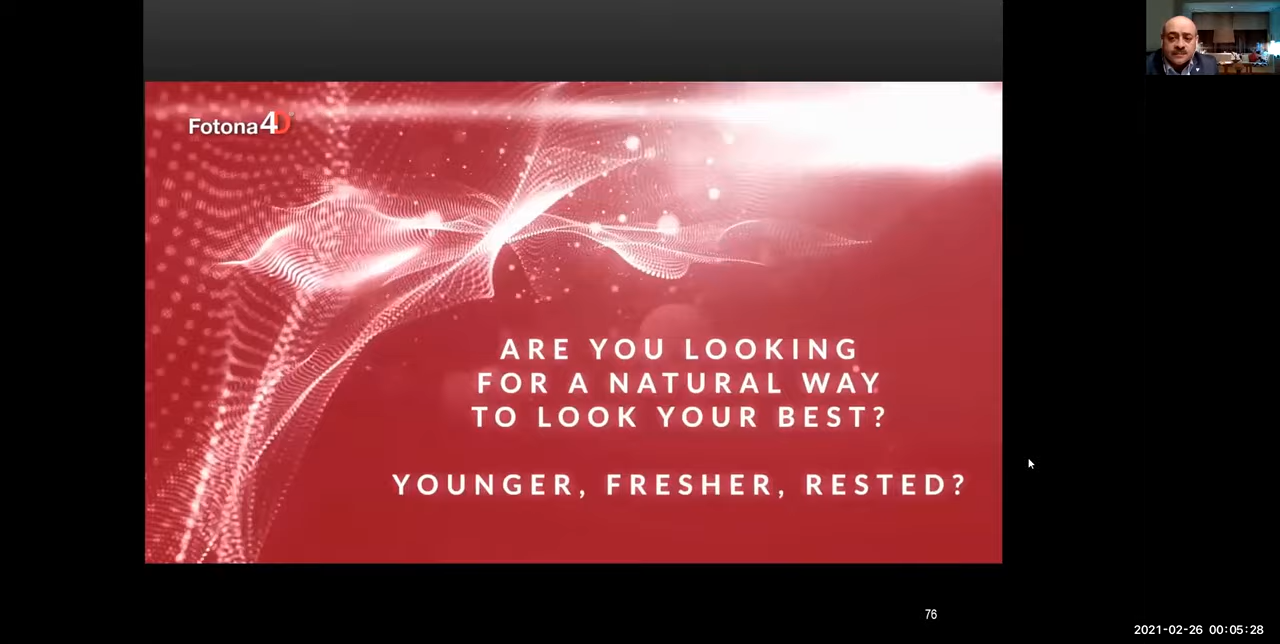 Fotona4D
ARE YOU LOOKING
FOR A NATURAL WAY
TO LOOK YOUR BEST?
YOUNGER, FRESHER, RESTED?
76
2021-02-26 00:05:28